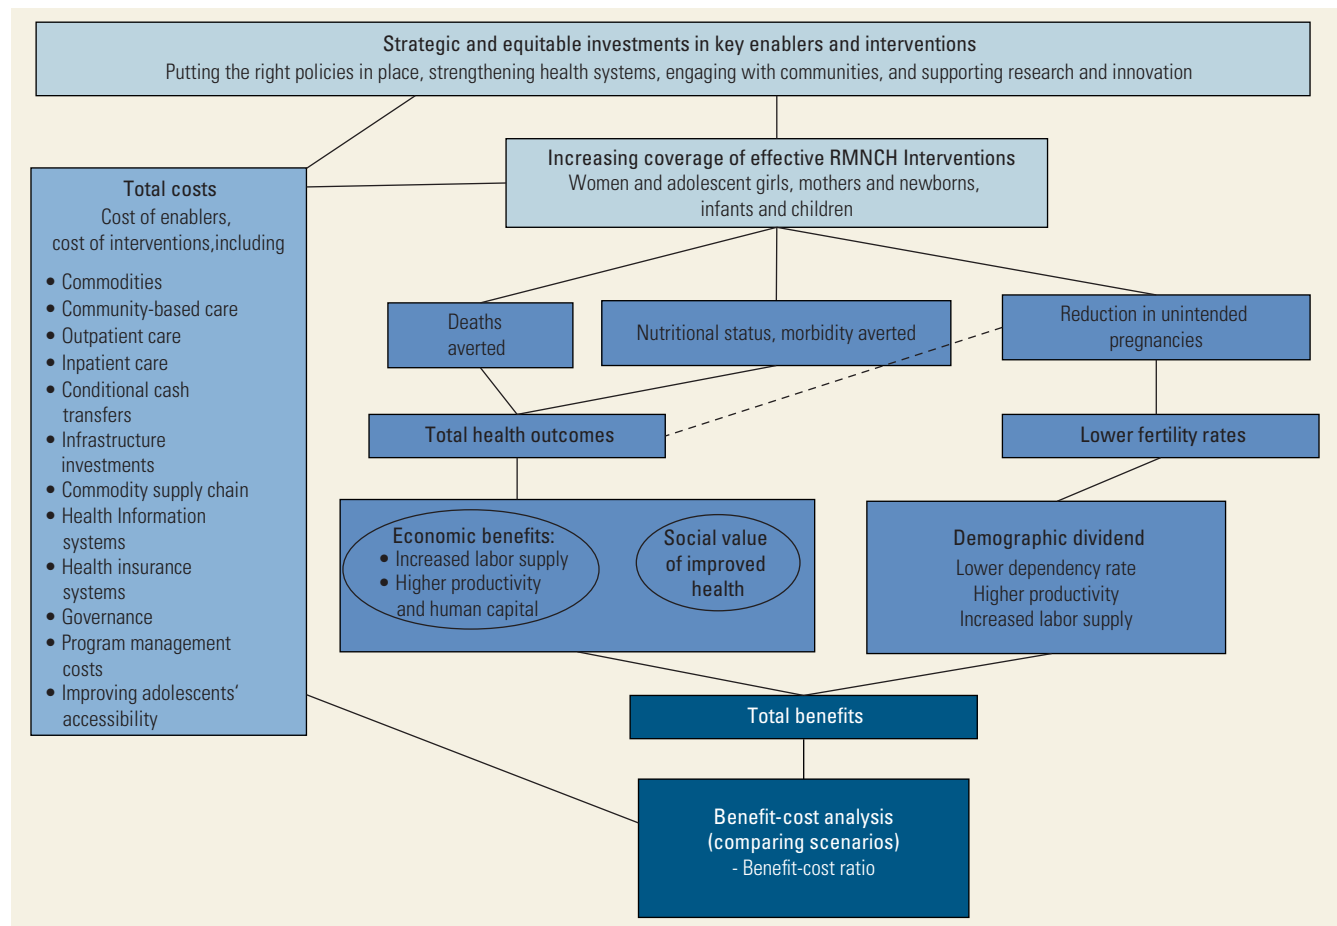 Strategic and equitable investments in key enablers and interventions
Putting the right policies in place, strengthening health systems, engaging with communities, and supporting research and innovation
Increasing coverage of effective RMNCH Interventions
Women and adolescent girls, mothers and newborns,
infants and children
Total costs
Cost of enablers,
cost of interventions,including
• Commodities
• Community-based care
• Outpatient care
• Inpatient care
• Conditional cash
transfers
• Infrastructure
investments
• Commodity supply chain
• Health Information
systems
• Health insurance
systems
• Governance
• Program management
costs
• Improving adolescents’
accessibility
Deaths
averted
Nutritional status, morbidity averted
Reduction in unintended
pregnancies
Total health outcomes
Lower fertility rates
Economic benefits:
• Increased labor supply
• Higher productivity
and human capital
Social value
of improved
health
Demographic dividend
Lower dependency rate
Higher productivity
Increased labor supply
Total benefits
Benefit-cost analysis
(comparing scenarios)
- Benefit-cost ratio